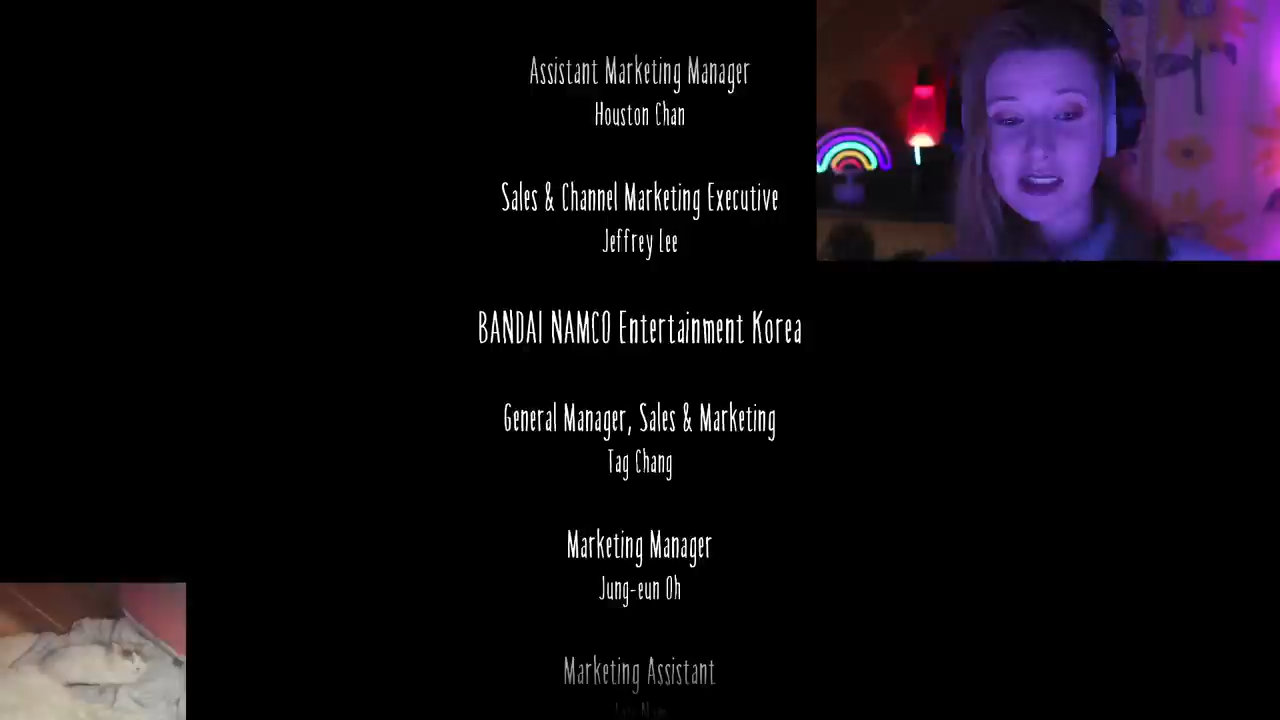 Assistant Marketing Manager
Houston Chan
Sales & Channel Marketing Executive
Jeffrey Lee
BANDAI NAMCO Entertainment Korea
General Manager, Sales & Marketing
Tag Chang
Marketing Manager
Jung-eun Oh
Marketing Assistant